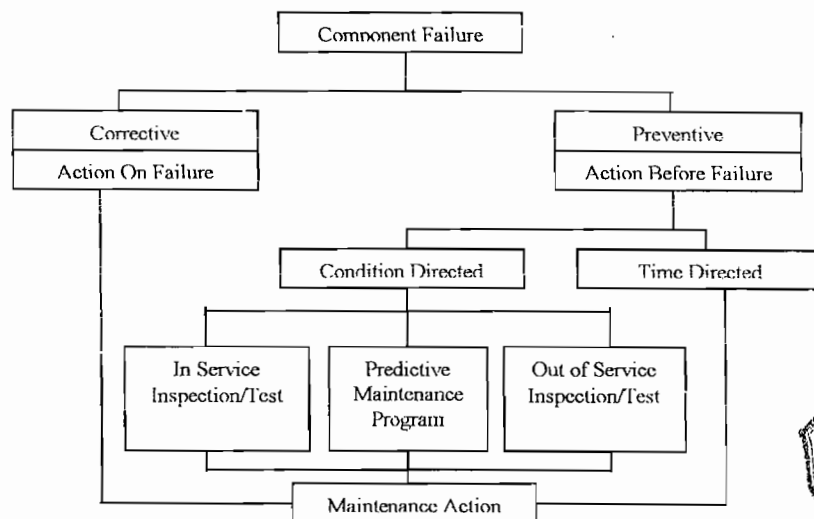 Component Failure
Corrective
Preventive
Action On Failure
Action Before Failure
Condition Directed
Time Directed
In Service
Inspection/Test
Predictive
Maintenance
Program
Out of Service
Inspection/Test
Maintenance Action